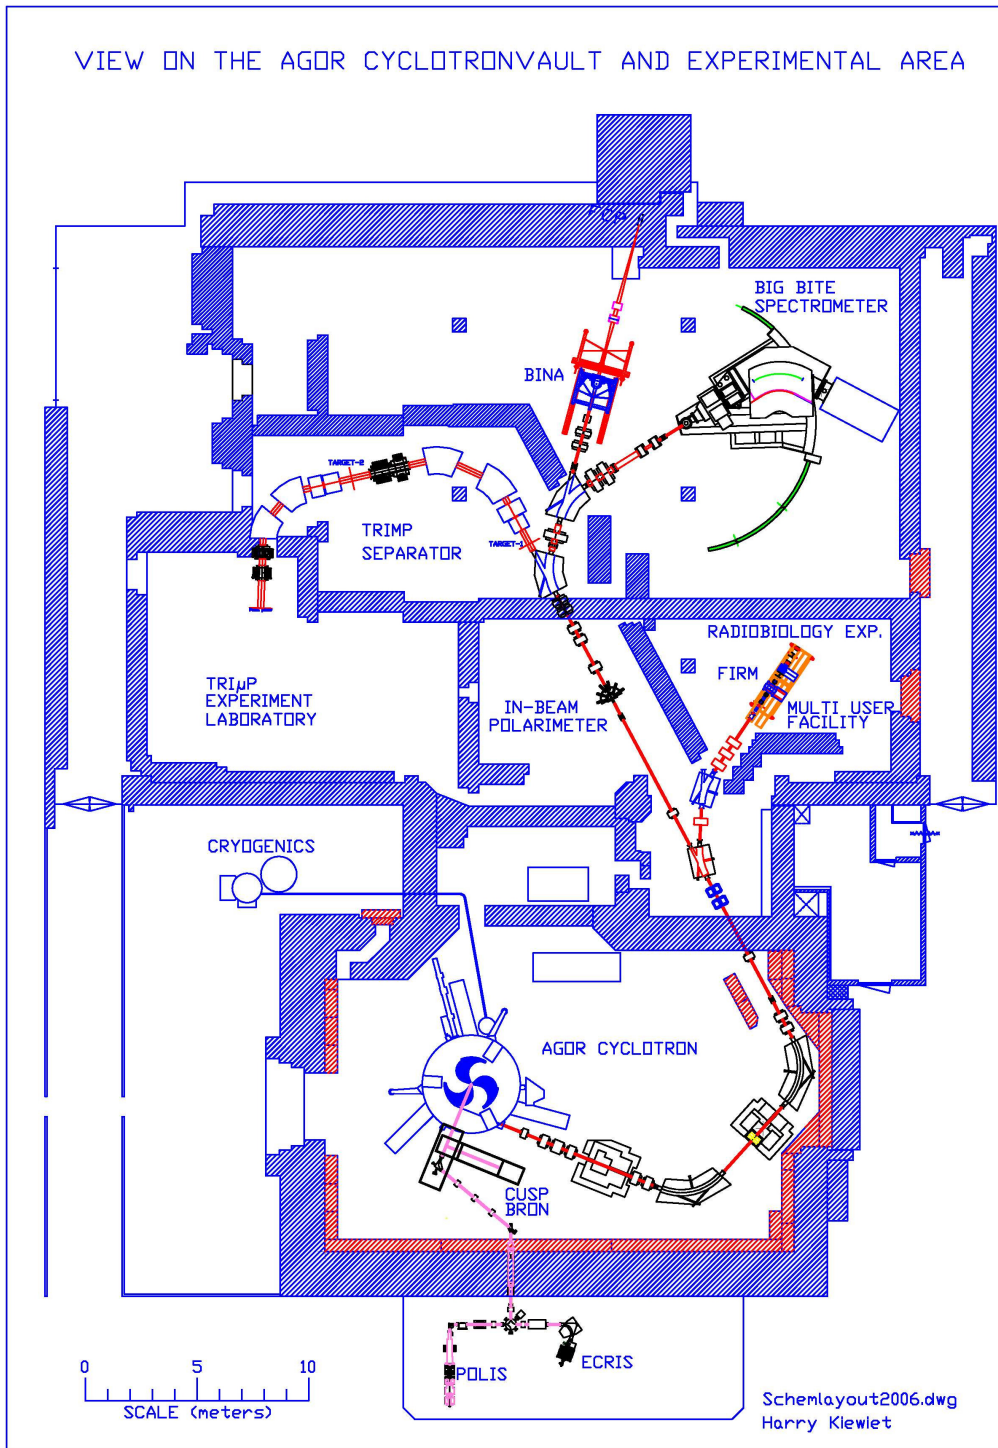 VIEW ON THE AGOR CYCLOTRONVAULT AND EXPERIMENTAL AREA
BIG BITE
SPECTROMETER
BINA
TARGET-2
TRIMP
SEPARATOR
TARGET-1
RADIOBIOLOGY EXP.
FIRM
MULTI USER
FACILITY
TRIµP
EXPERIMENT
LABORATORY
IN-BEAM
POLARIMETER
CRYOGENICS
AGOR CYCLOTRON
CUSP
BRON
POLIS
ECRIS
0 5 10
SCALE (meters)
Schemlayout2006.dwg
Harry Kiewiet